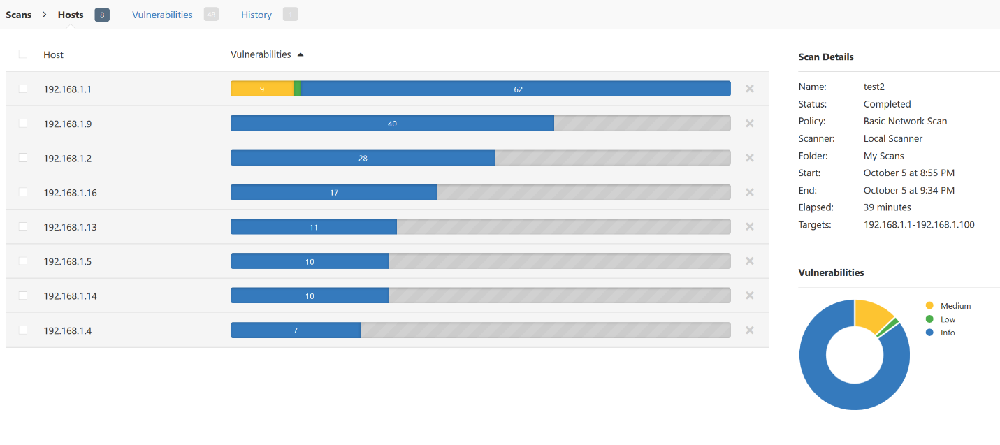 Scans > Hosts 8 Vulnerabilities 48 History 1
Host Vulnerabilities
192.168.1.1 9 62
192.168.1.9 40
192.168.1.2 28
192.168.1.16 17
192.168.1.13 11
192.168.1.5 10
192.168.1.14 10
192.168.1.4 7
Scan Details
Name: test2
Status: Completed
Policy: Basic Network Scan
Scanner: Local Scanner
Folder: My Scans
Start: October 5 at 8:55 PM
End: October 5 at 9:34 PM
Elapsed: 39 minutes
Targets: 192.168.1.1-192.168.1.100
Vulnerabilities
Medium
Low
Info